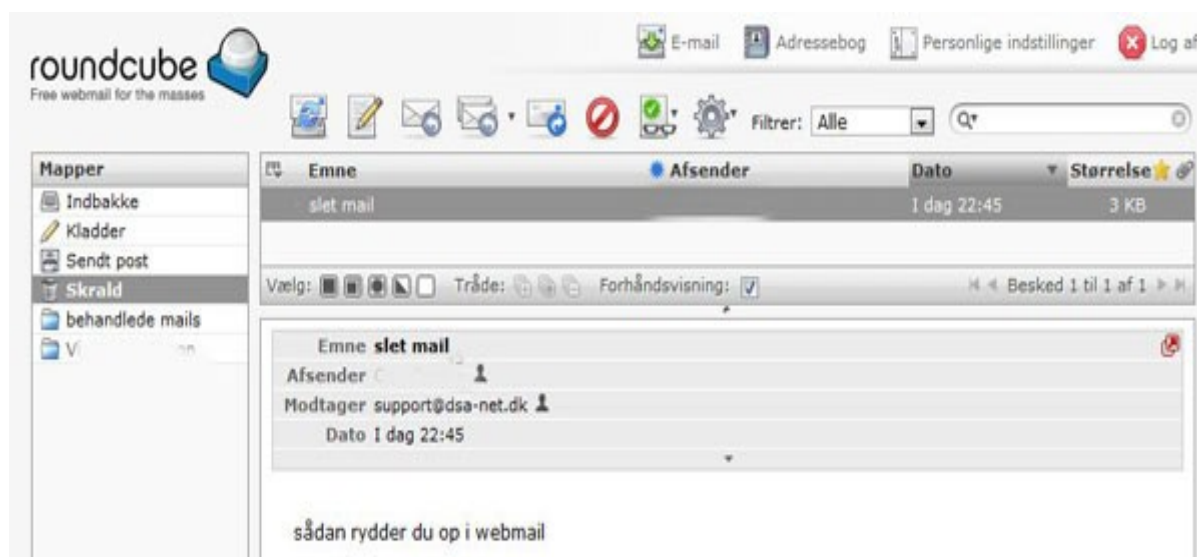 roundcube
Free webmail for the masses
E-mail Adressebog Personlige indstillinger Log af
Filtrer: Alle
Mapper
Indbakke
Kladder
Sendt post
Skrald
behandlede mails
Emne Afsender Dato Størrelse
slet mail I dag 22:45 3 KB
Vælg: Tråde: Forhåndsvisning: Besked 1 til 1 af 1
Emne slet mail
Afsender
Modtager support@dsa-net.dk
Dato I dag 22:45
sådan rydder du op i webmail